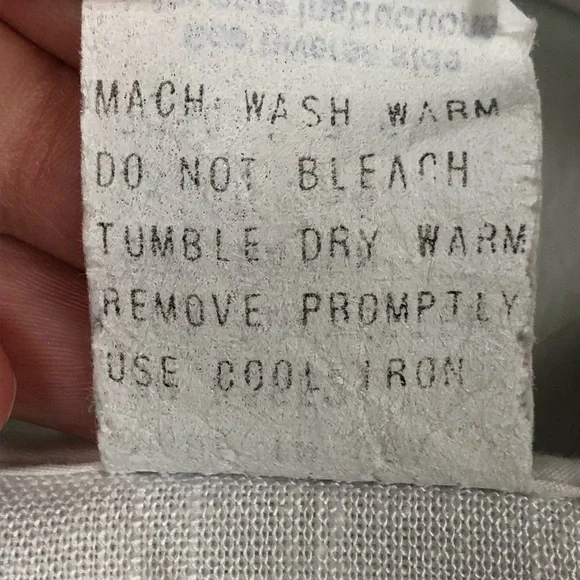 MACH. WASH WARM
DO NOT BLEACH
TUMBLE DRY WARM
REMOVE PROMPTLY
USE COOL IRON